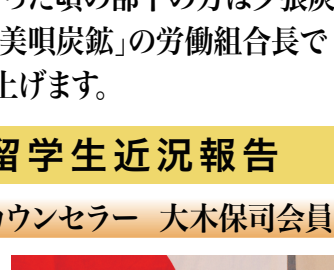 った頃の部下の方は夕張炭
美唄炭鉱」の労働組合長で
上げます。
留学生近況報告
カウンセラー 大木保司会員